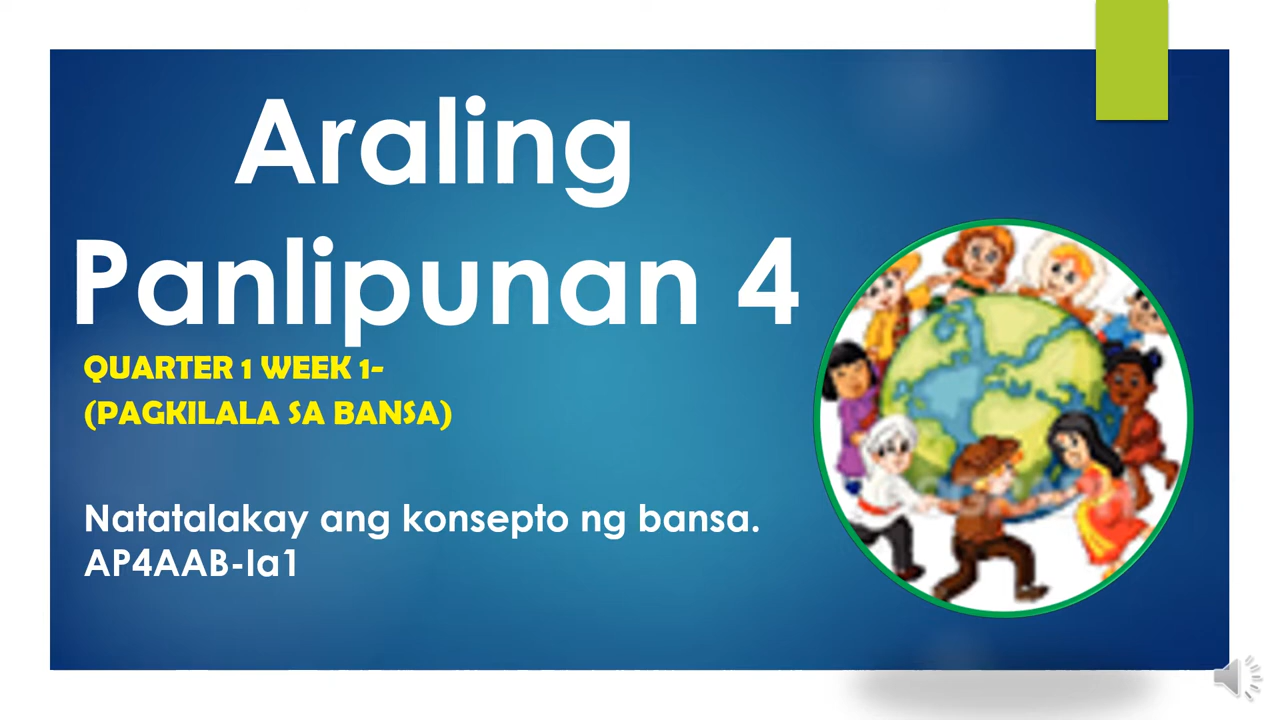 Araling
Panlipunan 4
QUARTER 1 WEEK 1-
(PAGKILALA SA BANSA)
Natatalakay ang konsepto ng bansa.
AP4AAB-Ia1